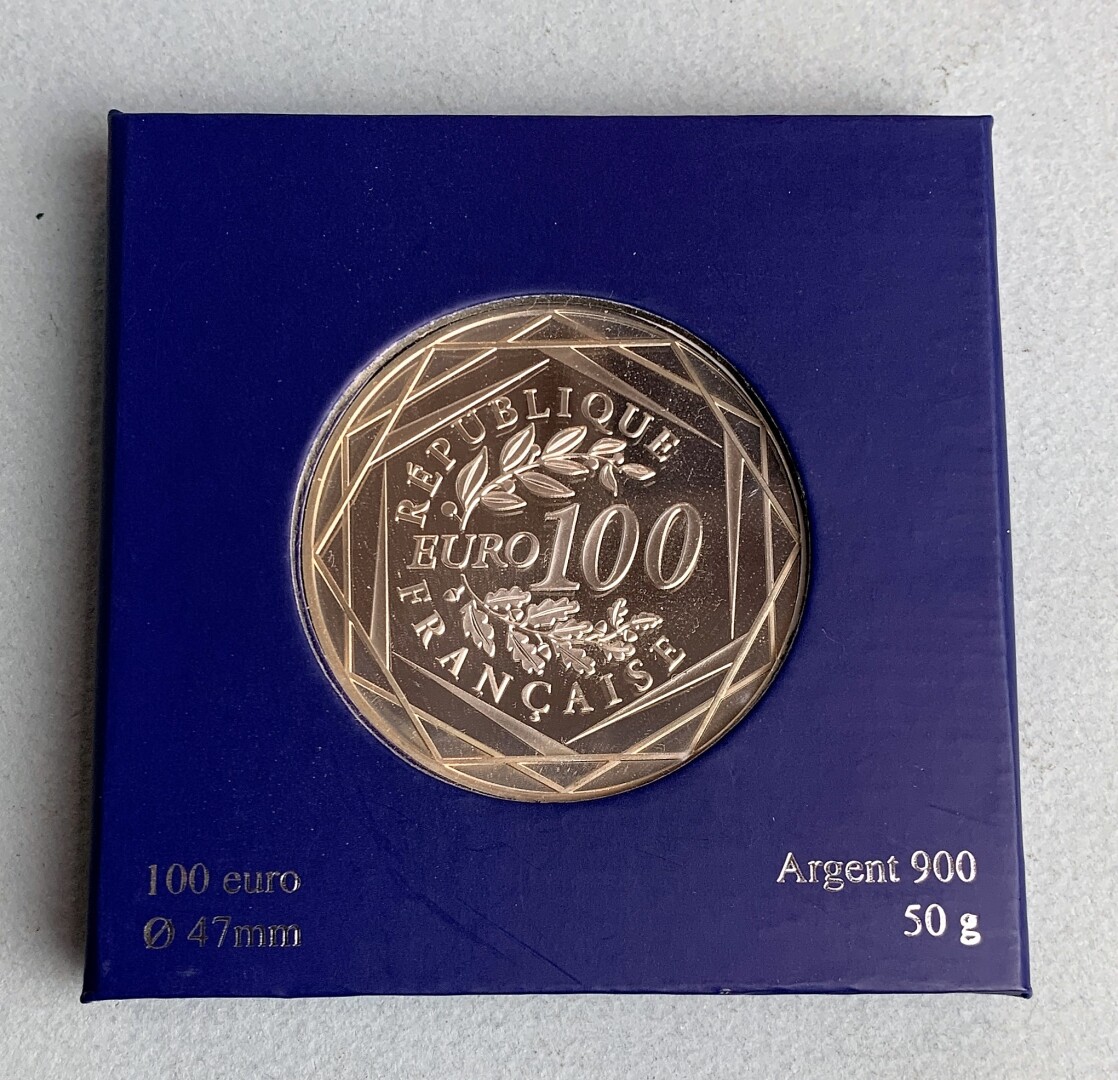 RÉPUBLIQUE
EURO 100
FRANÇAISE
100 euro
Ø 47mm
Argent 900
50 g